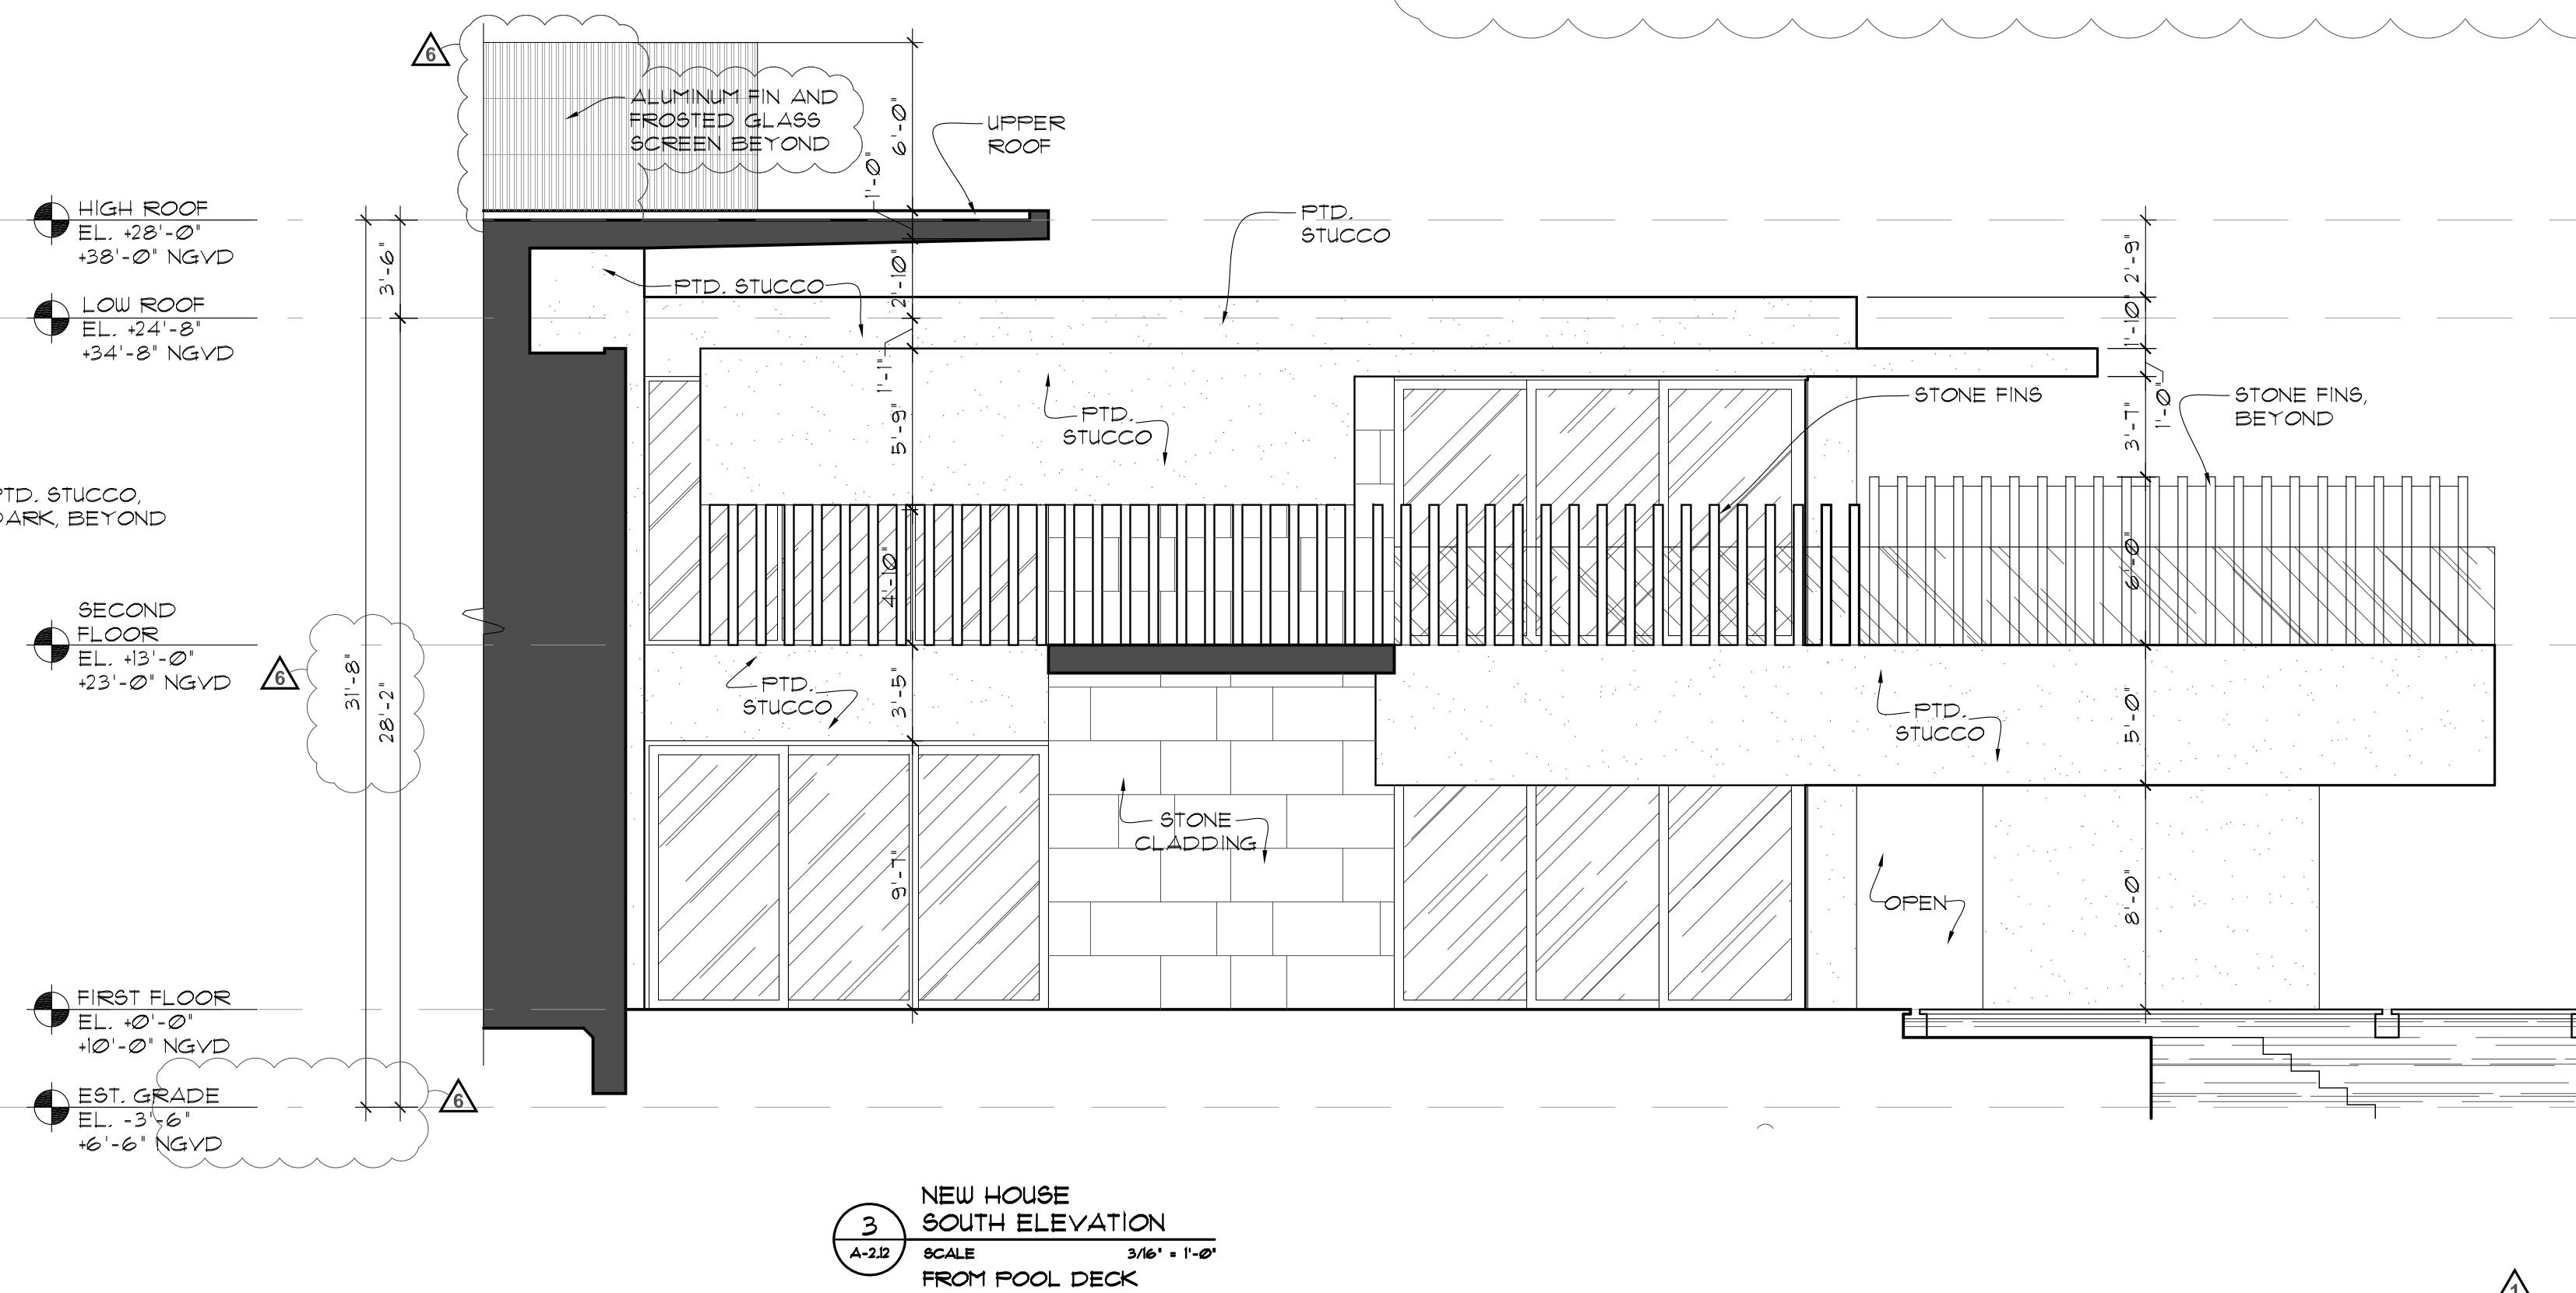 6
ALUMINUM FIN AND
FROSTED GLASS
SCREEN BEYOND
UPPER
ROOF
6'-0"
1'-0"
HIGH ROOF
EL. +28'-0"
+38'-0" NGVD
3'-6"
PTD.
STUCCO
PTD. STUCCO
2'-10"
2'-9"
LOW ROOF
EL. +24'-8"
+34'-8" NGVD
1'-10"
1'-1"
1'-0"
STONE FINS
STONE FINS,
BEYOND
PTD.
STUCCO
5'-9"
3'-7"
PTD. STUCCO,
DARK, BEYOND
4'-10"
6'-0"
SECOND
FLOOR
EL. +13'-0"
+23'-0" NGVD
6
31'-8"
28'-2"
PTD.
STUCCO
3'-5"
PTD.
STUCCO
5'-0"
STONE
CLADDING
9'-7"
OPEN
8'-0"
FIRST FLOOR
EL. +0'-0"
+10'-0" NGVD
EST. GRADE
EL. -3'-6"
+6'-6" NGVD
6
NEW HOUSE
3
SOUTH ELEVATION
A-2.12
SCALE 3/16" = 1'-0"
FROM POOL DECK
1